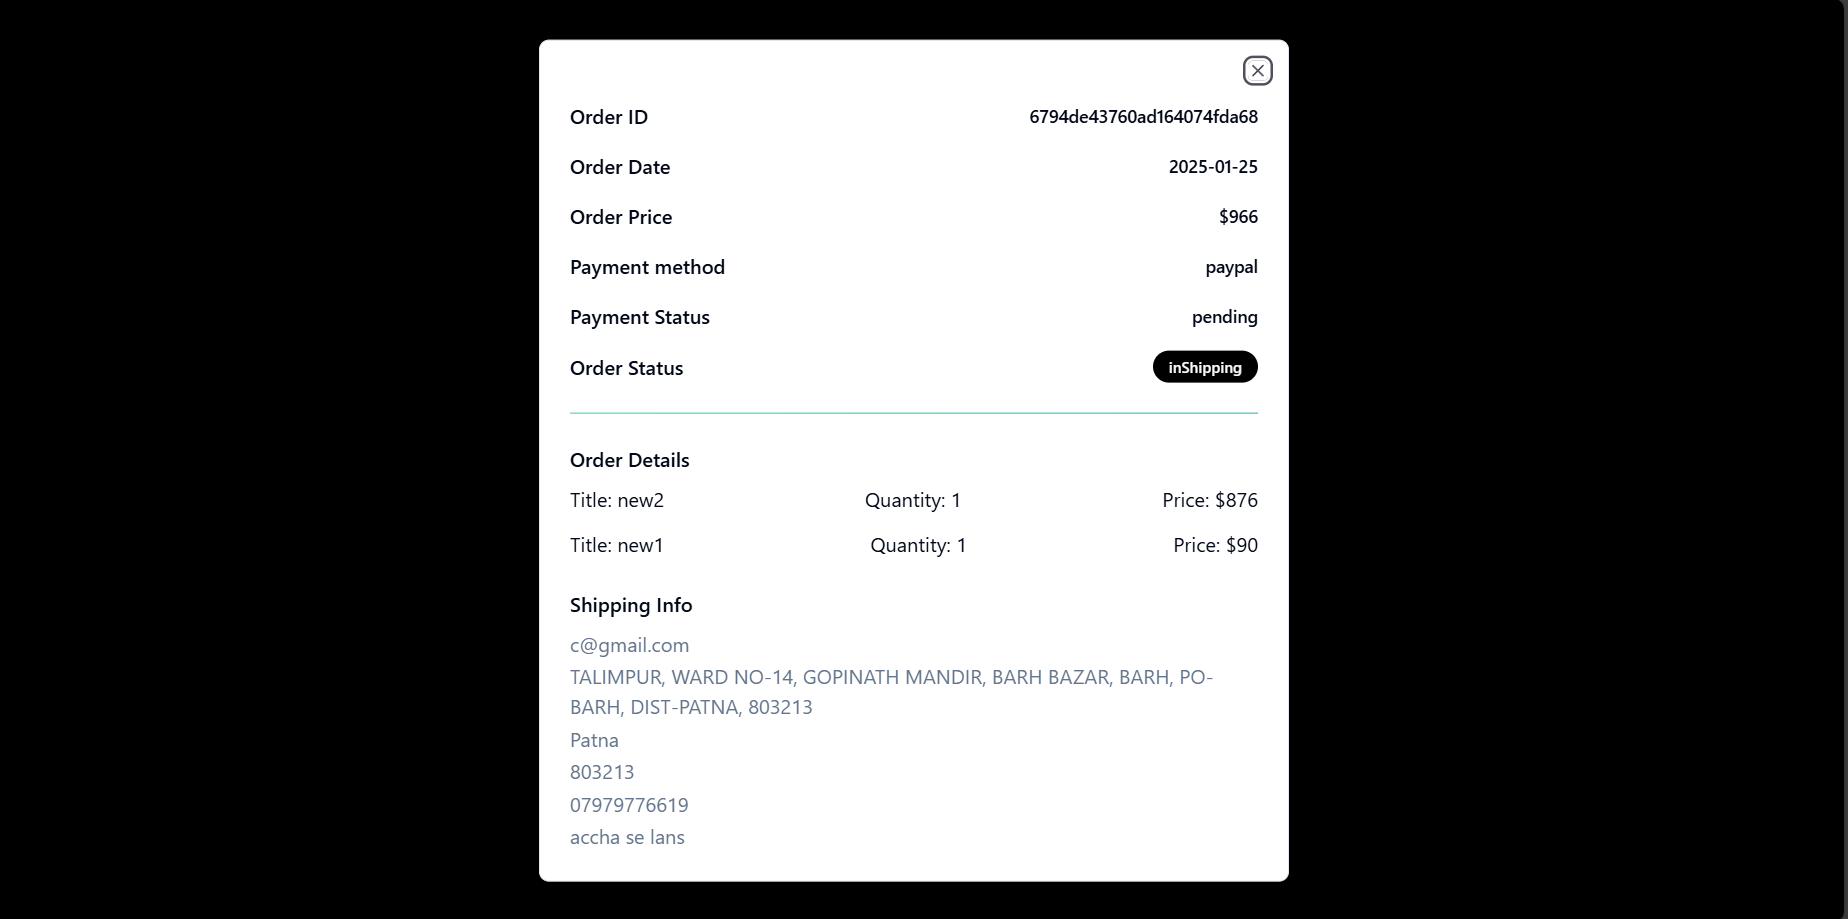 Order ID 6794de43760ad164074fda68
Order Date 2025-01-25
Order Price $966
Payment method paypal
Payment Status pending
Order Status inShipping
Order Details
Title: new2 Quantity: 1 Price: $876
Title: new1 Quantity: 1 Price: $90
Shipping Info
c@gmail.com
TALIMPUR, WARD NO-14, GOPINATH MANDIR, BARH BAZAR, BARH, PO-
BARH, DIST-PATNA, 803213
Patna
803213
07979776619
accha se lans